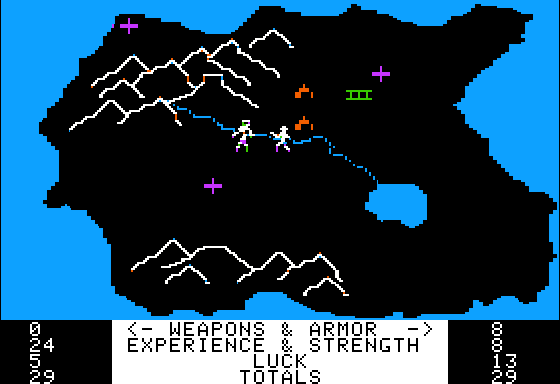 0 <- WEAPONS & ARMOR -> 8
24 EXPERIENCE & STRENGTH 8
5 LUCK 13
29 TOTALS 29